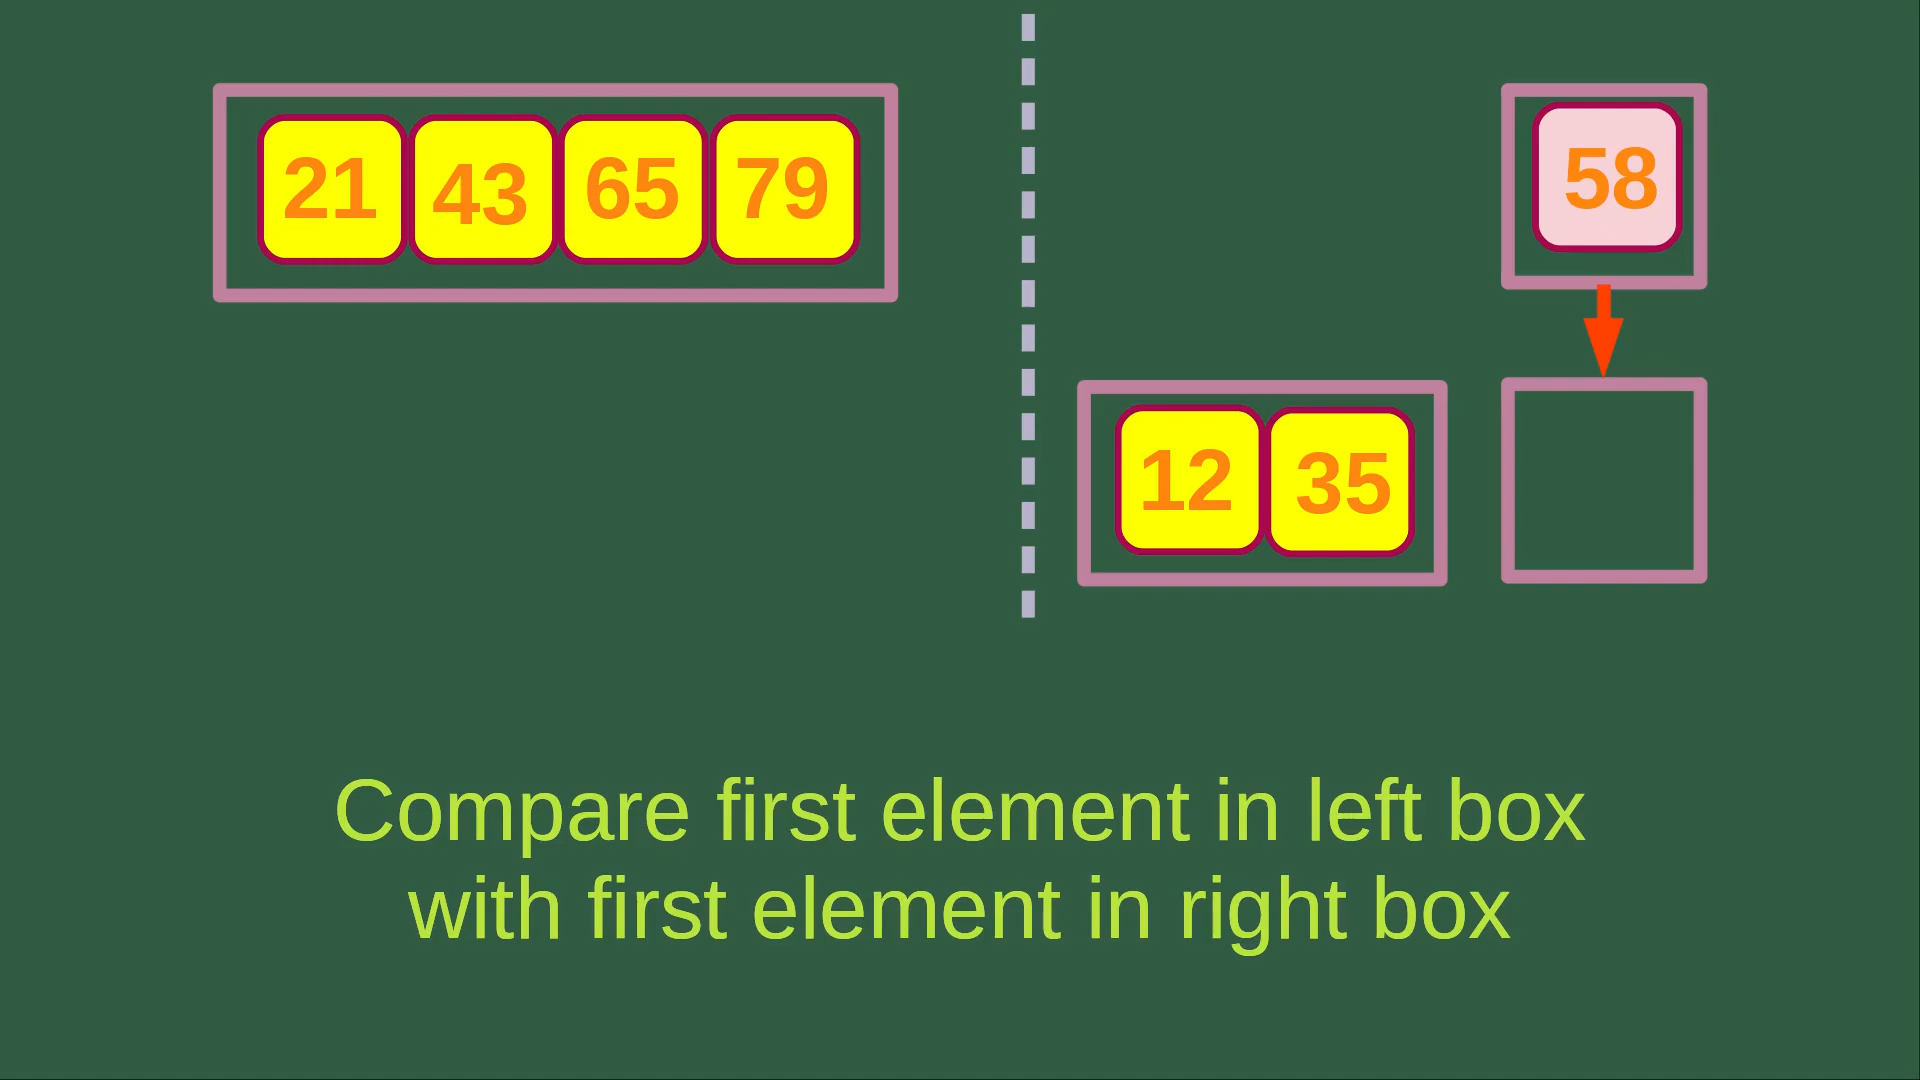 21 43 65 79
58
12 35
Compare first element in left box
with first element in right box